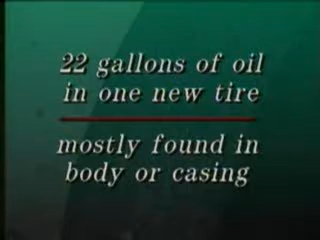 22 gallons of oil
in one new tire
mostly found in
body or casing